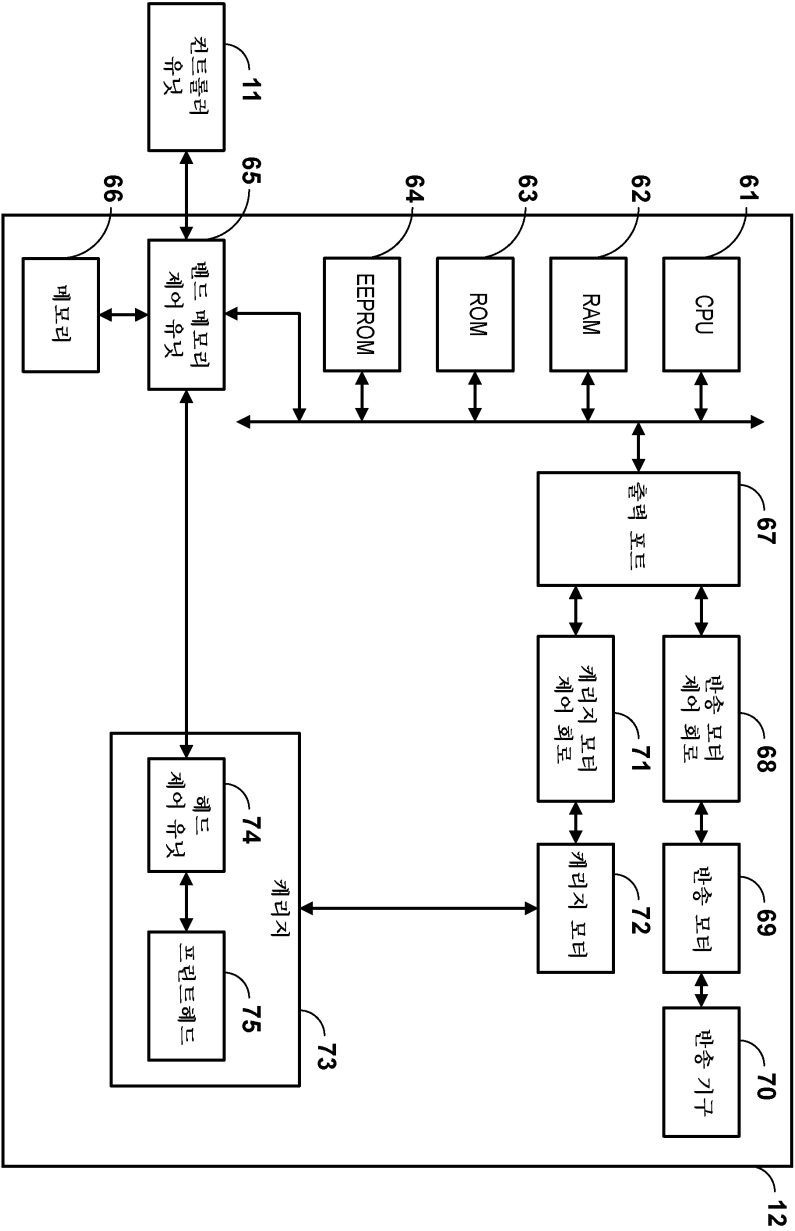 12
61
67
68
69
70
CPU
출력 포트
반송 모터
제어 회로
반송 모터
반송 기구
62
71
72
RAM
캐리지 모터
제어 회로
캐리지 모터
63
ROM
64
EEPROM
73
캐리지
11
65
74
75
컨트롤러
유닛
밴드 메모리
제어 유닛
헤드
제어 유닛
프린트헤드
66
메모리